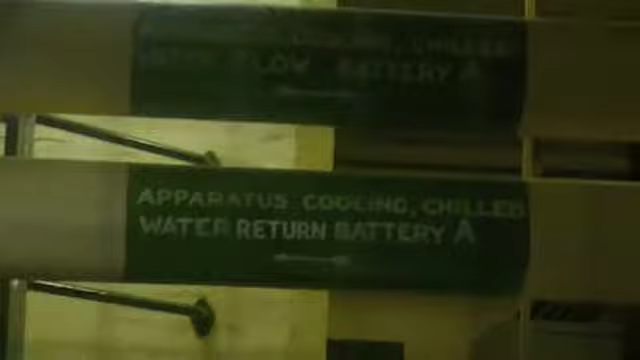 COOLING, CHILLED
WATER FLOW BATTERY A
APPARATUS COOLING, CHILLED
WATER RETURN BATTERY A